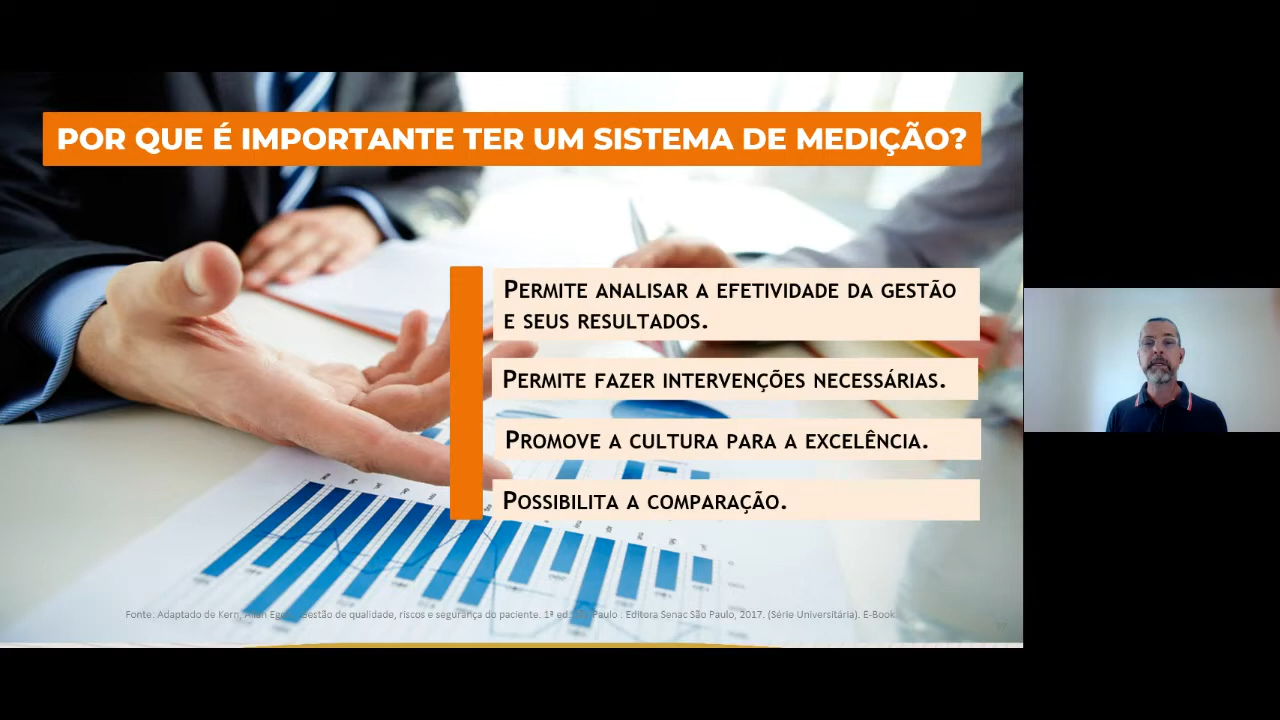 POR QUE É IMPORTANTE TER UM SISTEMA DE MEDIÇÃO?
PERMITE ANALISAR A EFETIVIDADE DA GESTÃO
E SEUS RESULTADOS.
PERMITE FAZER INTERVENÇÕES NECESSÁRIAS.
PROMOVE A CULTURA PARA A EXCELÊNCIA.
POSSIBILITA A COMPARAÇÃO.
Fonte: Adaptado de Kern, Gestão de qualidade, riscos e segurança do paciente. 1ª ed. Paulo : Editora Senac São Paulo, 2017. (Série Universitária). E-Book.